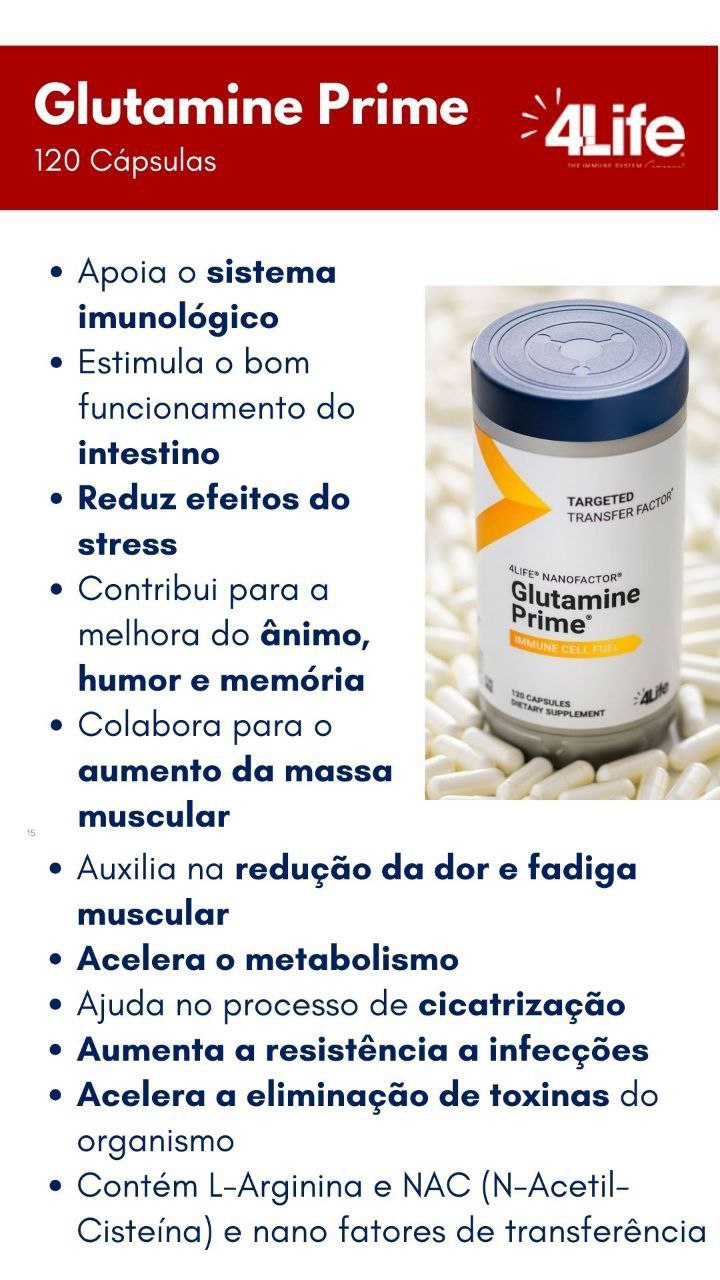 Glutamine Prime
120 Cápsulas
4Life
THE IMMUNE SYSTEM
• Apoia o sistema
imunológico
• Estimula o bom
funcionamento do
intestino
• Reduz efeitos do
stress
• Contribui para a
melhora do ânimo,
humor e memória
• Colabora para o
aumento da massa
muscular
TARGETED
TRANSFER FACTOR®
4LIFE® NANOFACTOR®
Glutamine
Prime®
IMMUNE CELL FUEL
120 CAPSULES
DIETARY SUPPLEMENT
4Life
15
• Auxilia na redução da dor e fadiga
muscular
• Acelera o metabolismo
• Ajuda no processo de cicatrização
• Aumenta a resistência a infecções
• Acelera a eliminação de toxinas do
organismo
• Contém L-Arginina e NAC (N-Acetil-
Cisteína) e nano fatores de transferência